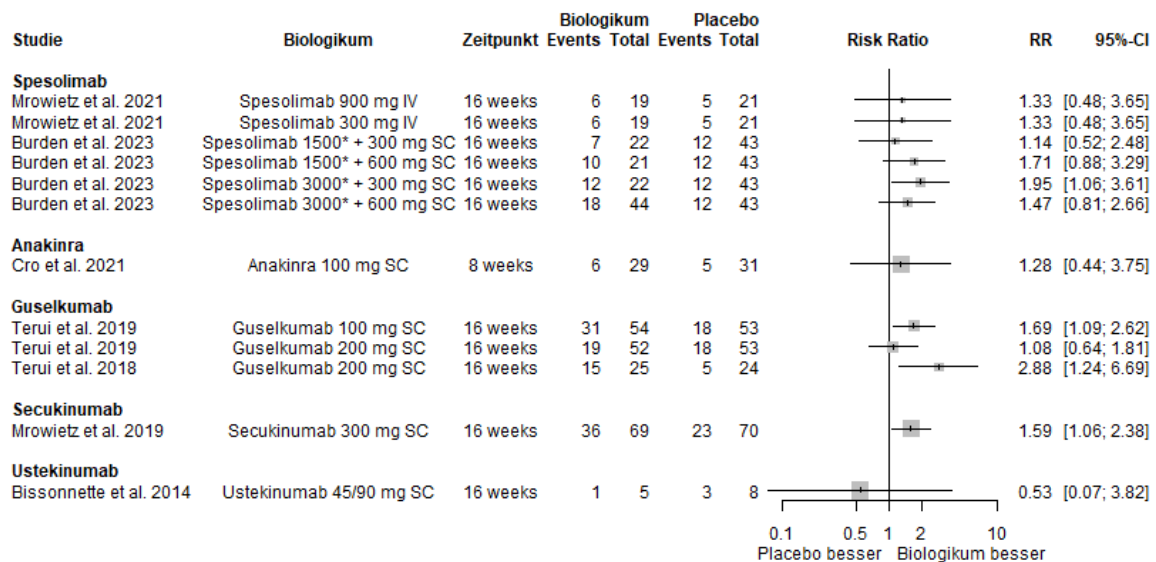 Biologikum Placebo
Studie Biologikum Zeitpunkt Events Total Events Total Risk Ratio RR 95%-CI
Spesolimab
Mrowietz et al. 2021 Spesolimab 900 mg IV 16 weeks 6 19 5 21 1.33 [0.48; 3.65]
Mrowietz et al. 2021 Spesolimab 300 mg IV 16 weeks 6 19 5 21 1.33 [0.48; 3.65]
Burden et al. 2023 Spesolimab 1500* + 300 mg SC 16 weeks 7 22 12 43 1.14 [0.52; 2.48]
Burden et al. 2023 Spesolimab 1500* + 600 mg SC 16 weeks 10 21 12 43 1.71 [0.88; 3.29]
Burden et al. 2023 Spesolimab 3000* + 300 mg SC 16 weeks 12 22 12 43 1.95 [1.06; 3.61]
Burden et al. 2023 Spesolimab 3000* + 600 mg SC 16 weeks 18 44 12 43 1.47 [0.81; 2.66]
Anakinra
Cro et al. 2021 Anakinra 100 mg SC 8 weeks 6 29 5 31 1.28 [0.44; 3.75]
Guselkumab
Terui et al. 2019 Guselkumab 100 mg SC 16 weeks 31 54 18 53 1.69 [1.09; 2.62]
Terui et al. 2019 Guselkumab 200 mg SC 16 weeks 19 52 18 53 1.08 [0.64; 1.81]
Terui et al. 2018 Guselkumab 200 mg SC 16 weeks 15 25 5 24 2.88 [1.24; 6.69]
Secukinumab
Mrowietz et al. 2019 Secukinumab 300 mg SC 16 weeks 36 69 23 70 1.59 [1.06; 2.38]
Ustekinumab
Bissonnette et al. 2014 Ustekinumab 45/90 mg SC 16 weeks 1 5 3 8 0.53 [0.07; 3.82]
0.1 0.5 1 2 10
Placebo besser Biologikum besser